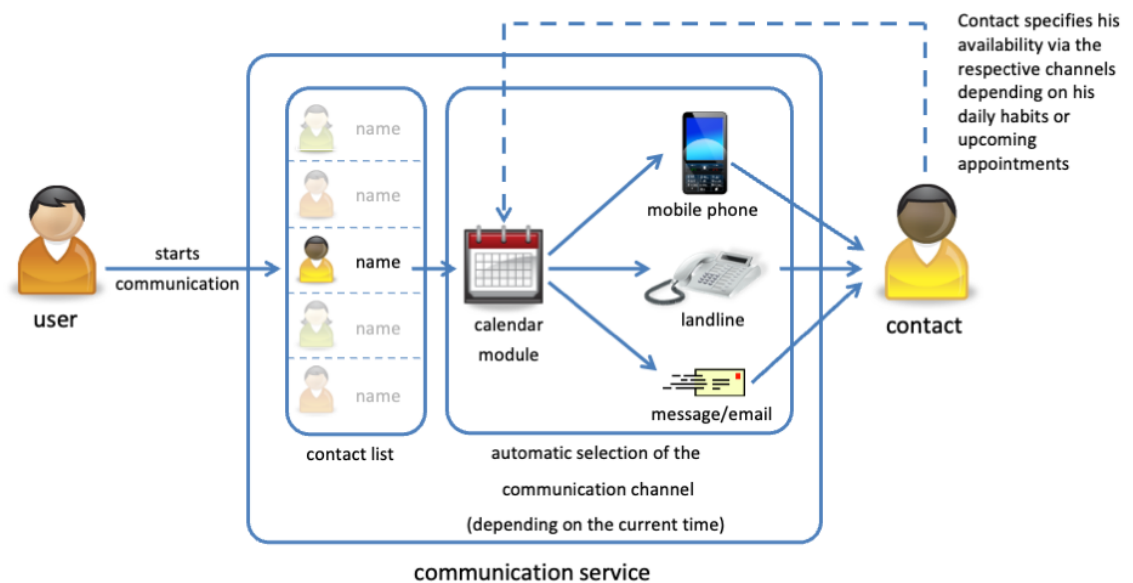 Contact specifies his
availability via the
respective channels
depending on his
daily habits or
upcoming
appointments
name
name
name
name
name
starts
communication
user
mobile phone
landline
message/email
calendar
module
contact
contact list
automatic selection of the
communication channel
(depending on the current time)
communication service